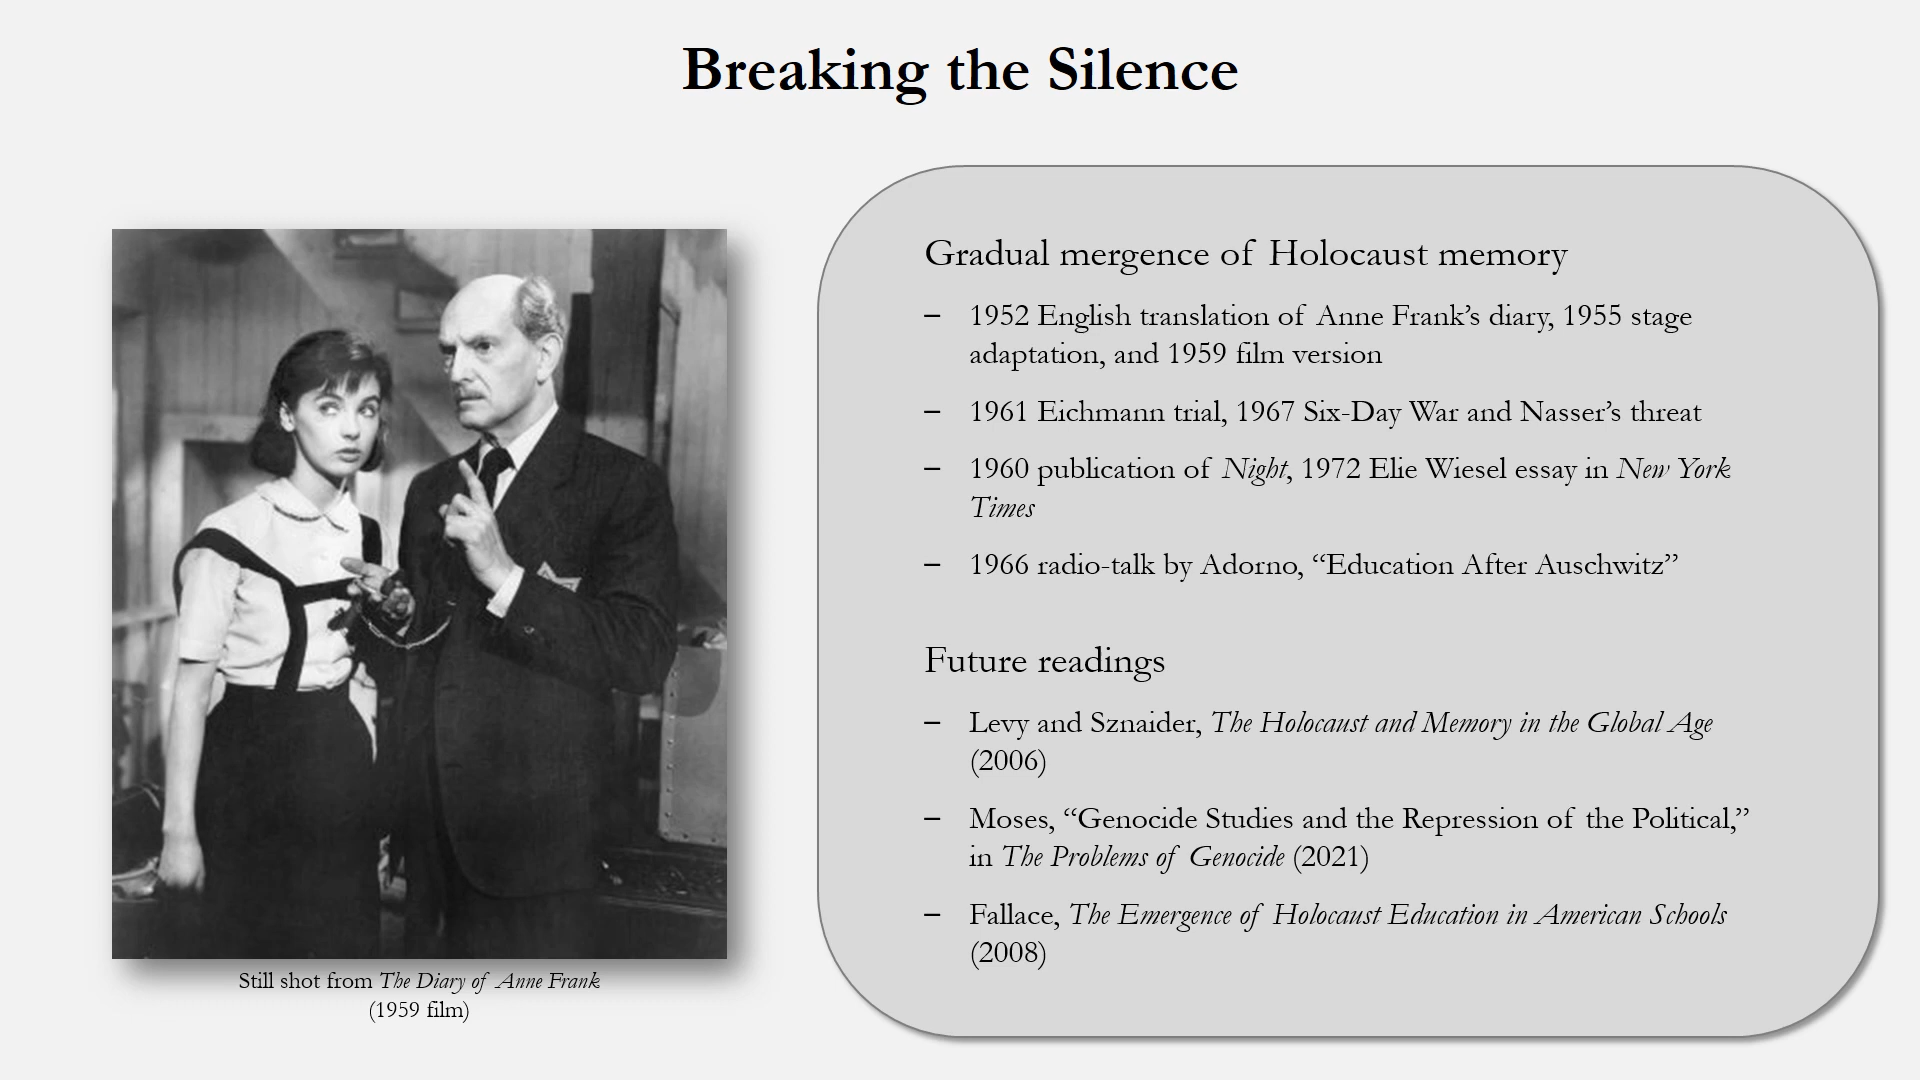 Breaking the Silence
Gradual mergence of Holocaust memory
– 1952 English translation of Anne Frank’s diary, 1955 stage
adaptation, and 1959 film version
– 1961 Eichmann trial, 1967 Six-Day War and Nasser’s threat
– 1960 publication of Night, 1972 Elie Wiesel essay in New York
Times
– 1966 radio-talk by Adorno, “Education After Auschwitz”
Future readings
– Levy and Sznaider, The Holocaust and Memory in the Global Age
(2006)
– Moses, “Genocide Studies and the Repression of the Political,”
in The Problems of Genocide (2021)
– Fallace, The Emergence of Holocaust Education in American Schools
(2008)
Still shot from The Diary of Anne Frank
(1959 film)